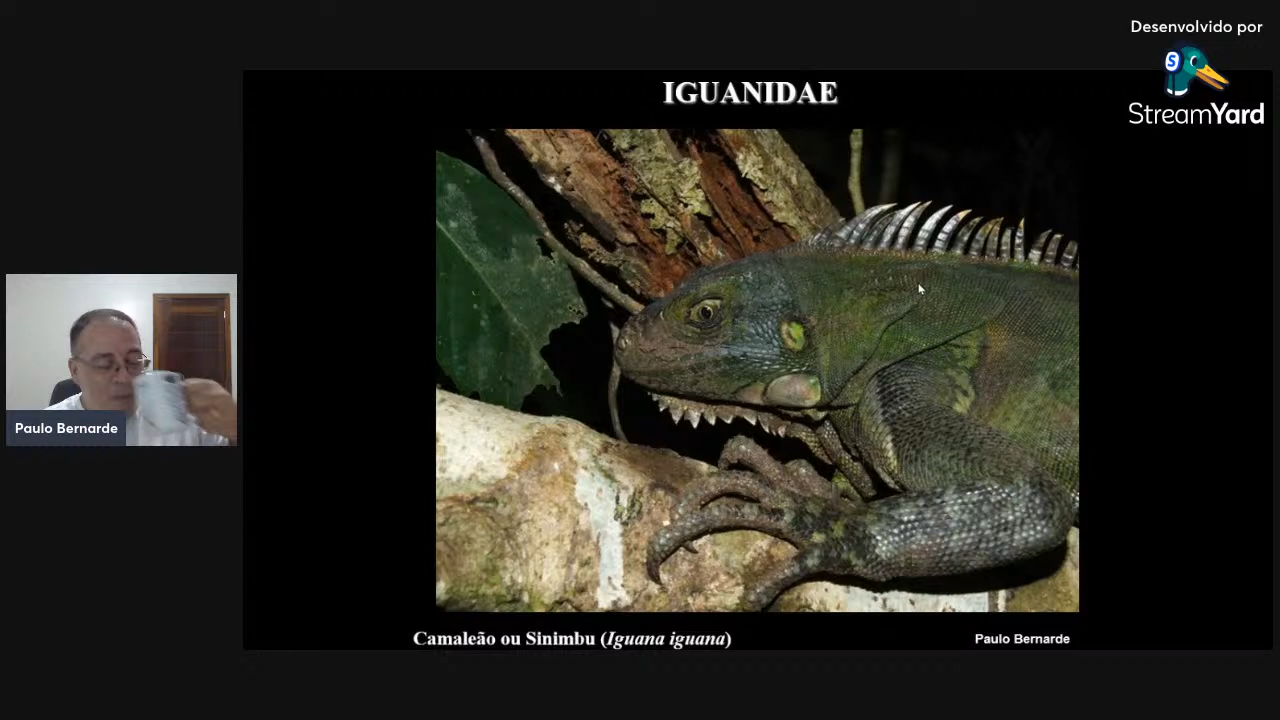 Desenvolvido por
StreamYard
IGUANIDAE
Paulo Bernarde
Camaleão ou Sinimbu (Iguana iguana)
Paulo Bernarde